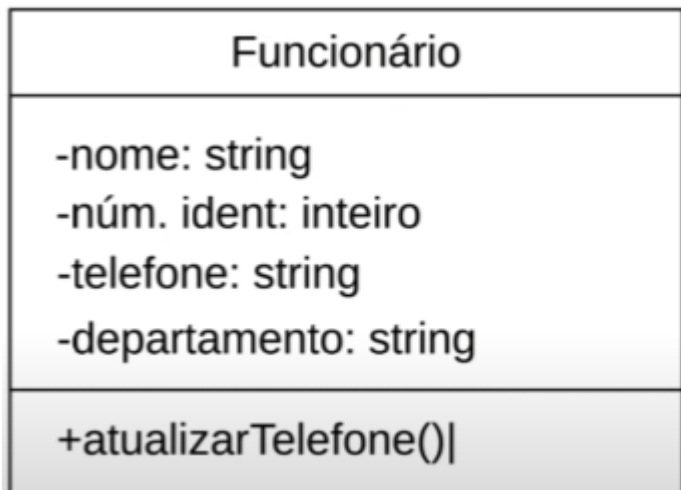 Funcionário
-nome: string
-núm. ident: inteiro
-telefone: string
-departamento: string
+atualizarTelefone()|